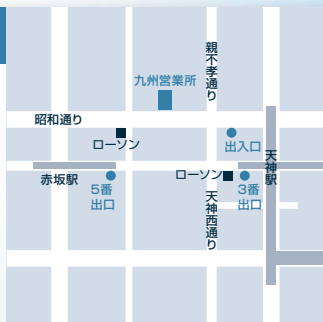 親不孝通り
九州営業所
昭和通り
ローソン
出入口
天神駅
赤坂駅
5番
出口
ローソン
3番
出口
天神西通り